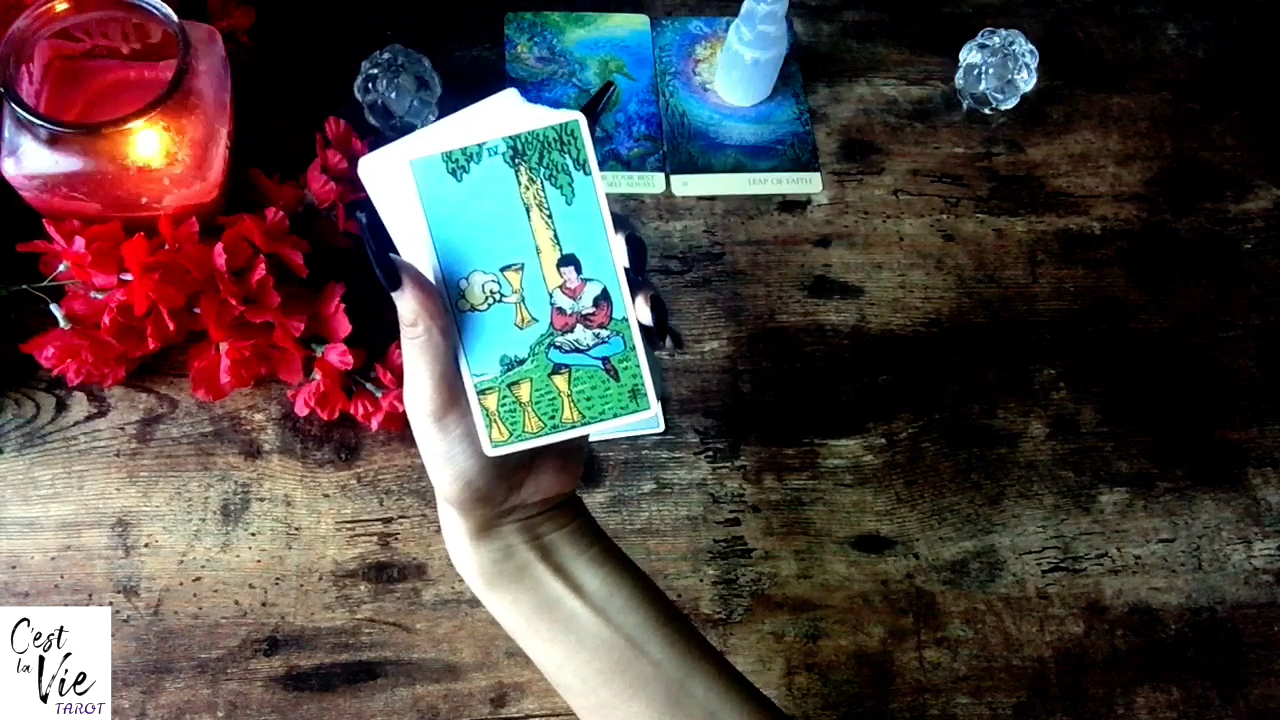 IV
YOUR BEST
SELF ALWAYS
LEAP OF FAITH
C'est
la
Vie
TAROT